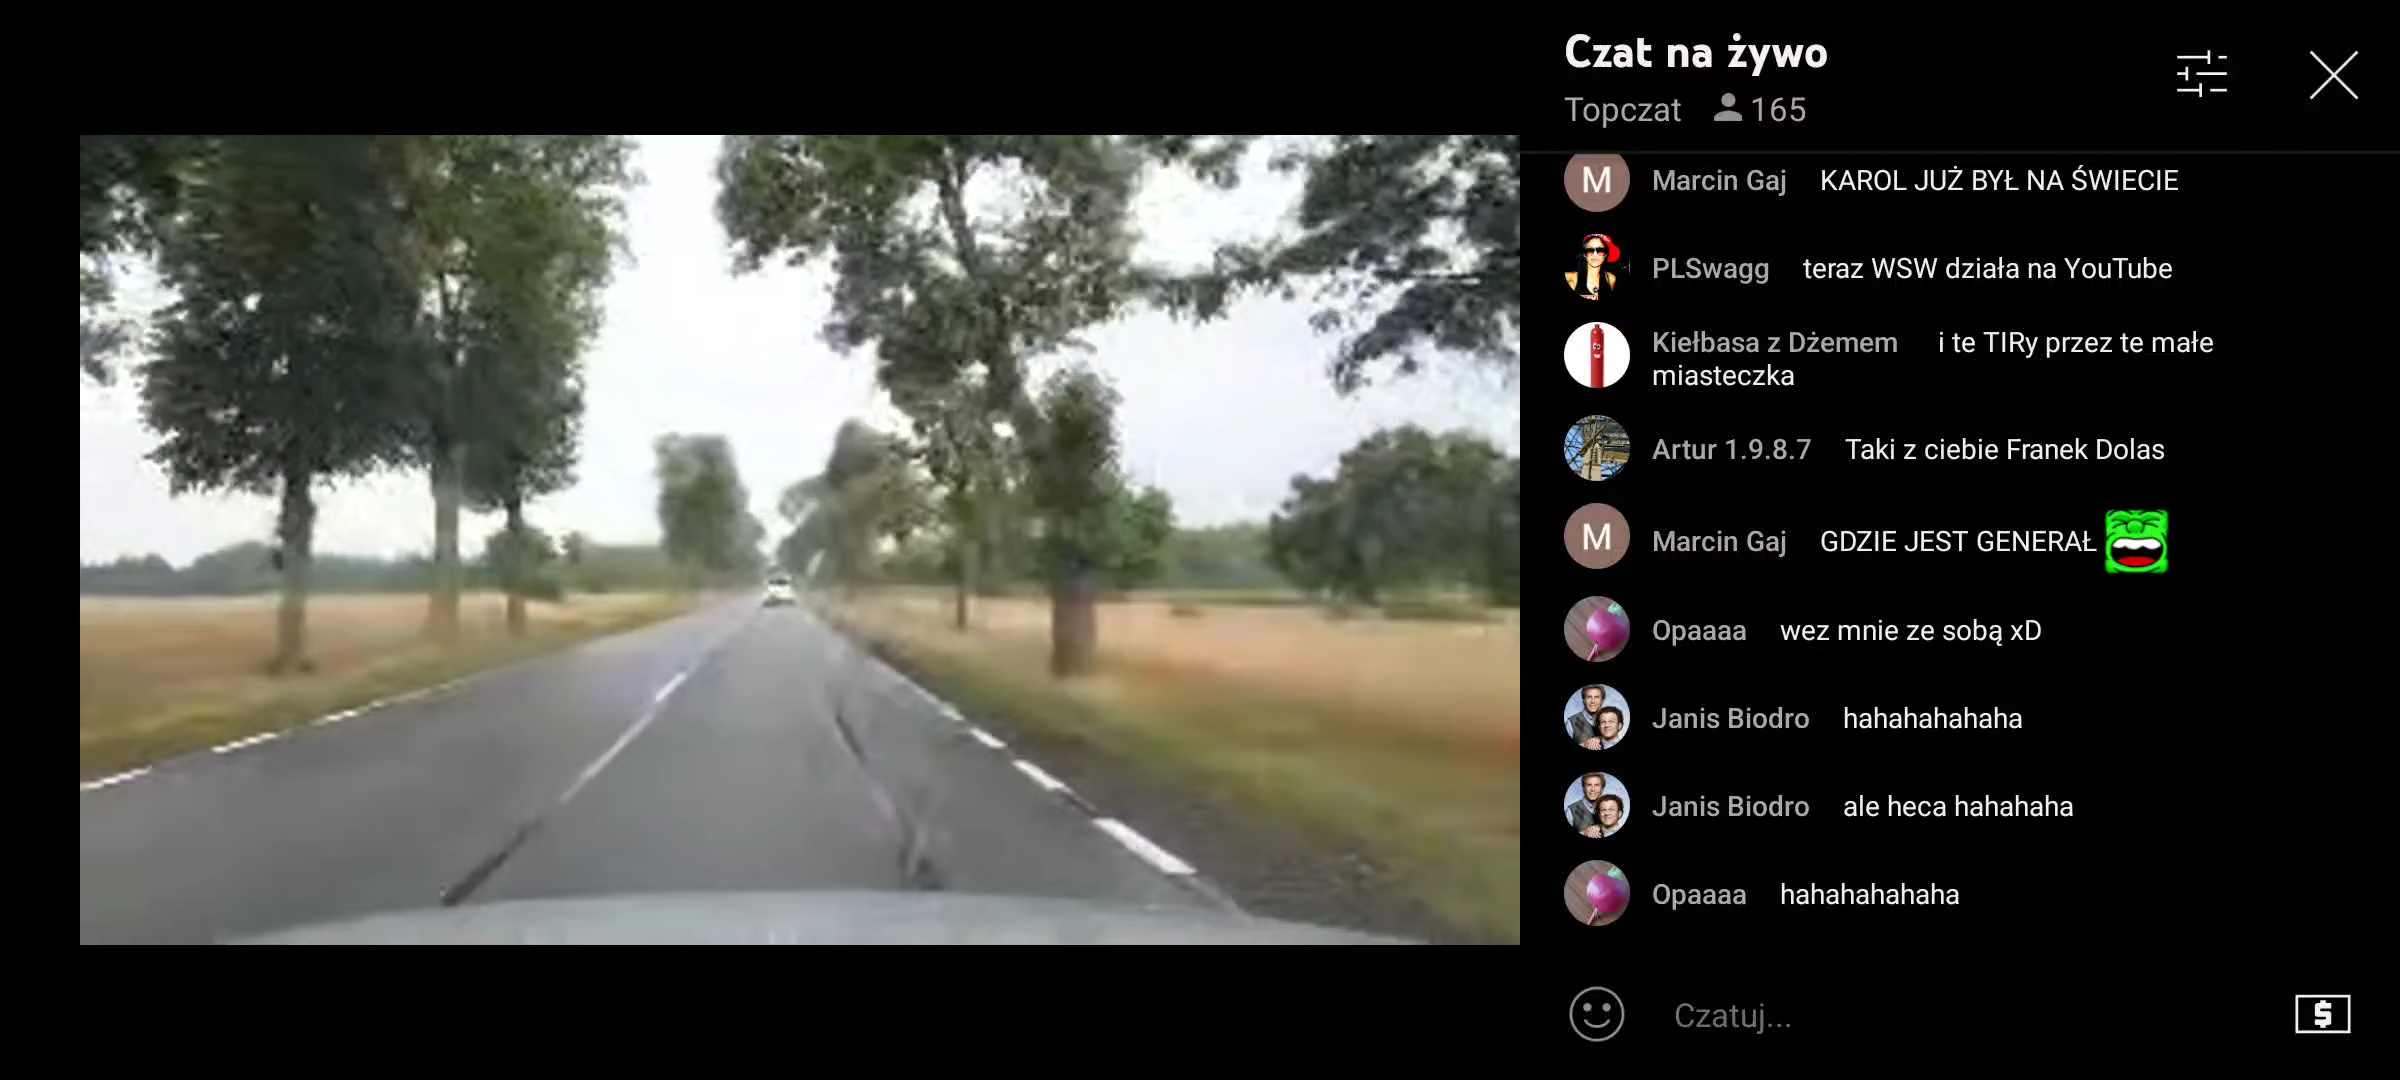 Czat na żywo
Topczat 165
M Marcin Gaj KAROL JUŻ BYŁ NA ŚWIECIE
PLSwagg teraz WSW działa na YouTube
Kiełbasa z Dżemem i te TIRy przez te małe
miasteczka
Artur 1.9.8.7 Taki z ciebie Franek Dolas
M Marcin Gaj GDZIE JEST GENERAŁ
Opaaaa wez mnie ze sobą xD
Janis Biodro hahahahahaha
Janis Biodro ale heca hahahaha
Opaaaa hahahahahaha
Czatuj...
$